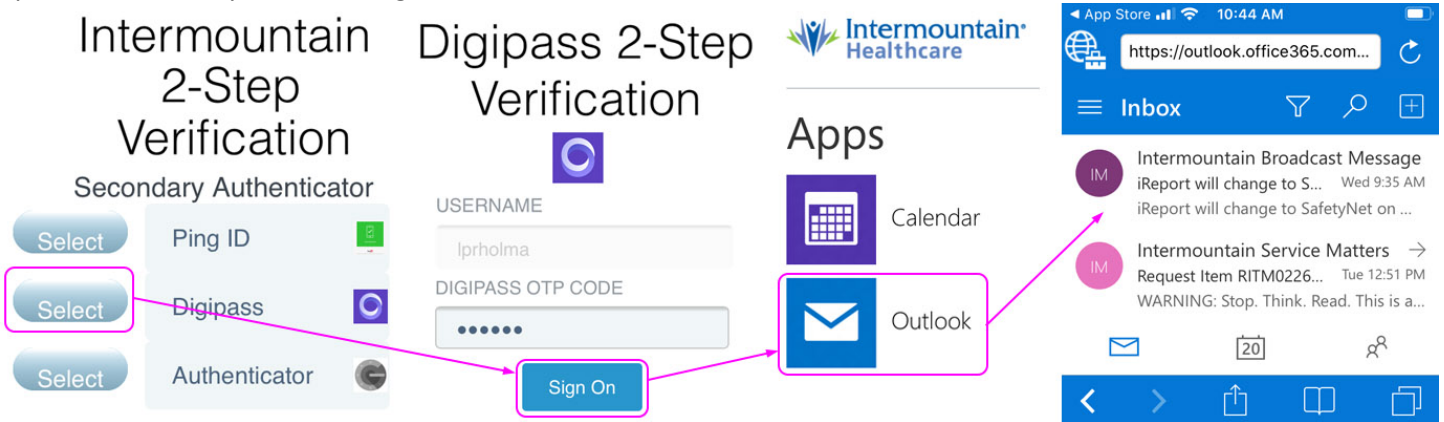 Intermountain
2-Step
Verification
Secondary Authenticator
Select Ping ID
Select Digipass
Select Authenticator
Digipass 2-Step
Verification
USERNAME
lprholma
DIGIPASS OTP CODE
••••••
Sign On
Intermountain®
Healthcare
Apps
Calendar
Outlook
◀ App Store 10:44 AM
https://outlook.office365.com...
Inbox
IM
Intermountain Broadcast Message
iReport will change to S... Wed 9:35 AM
iReport will change to SafetyNet on ...
IM
Intermountain Service Matters →
Request Item RITM0226... Tue 12:51 PM
WARNING: Stop. Think. Read. This is a...
20